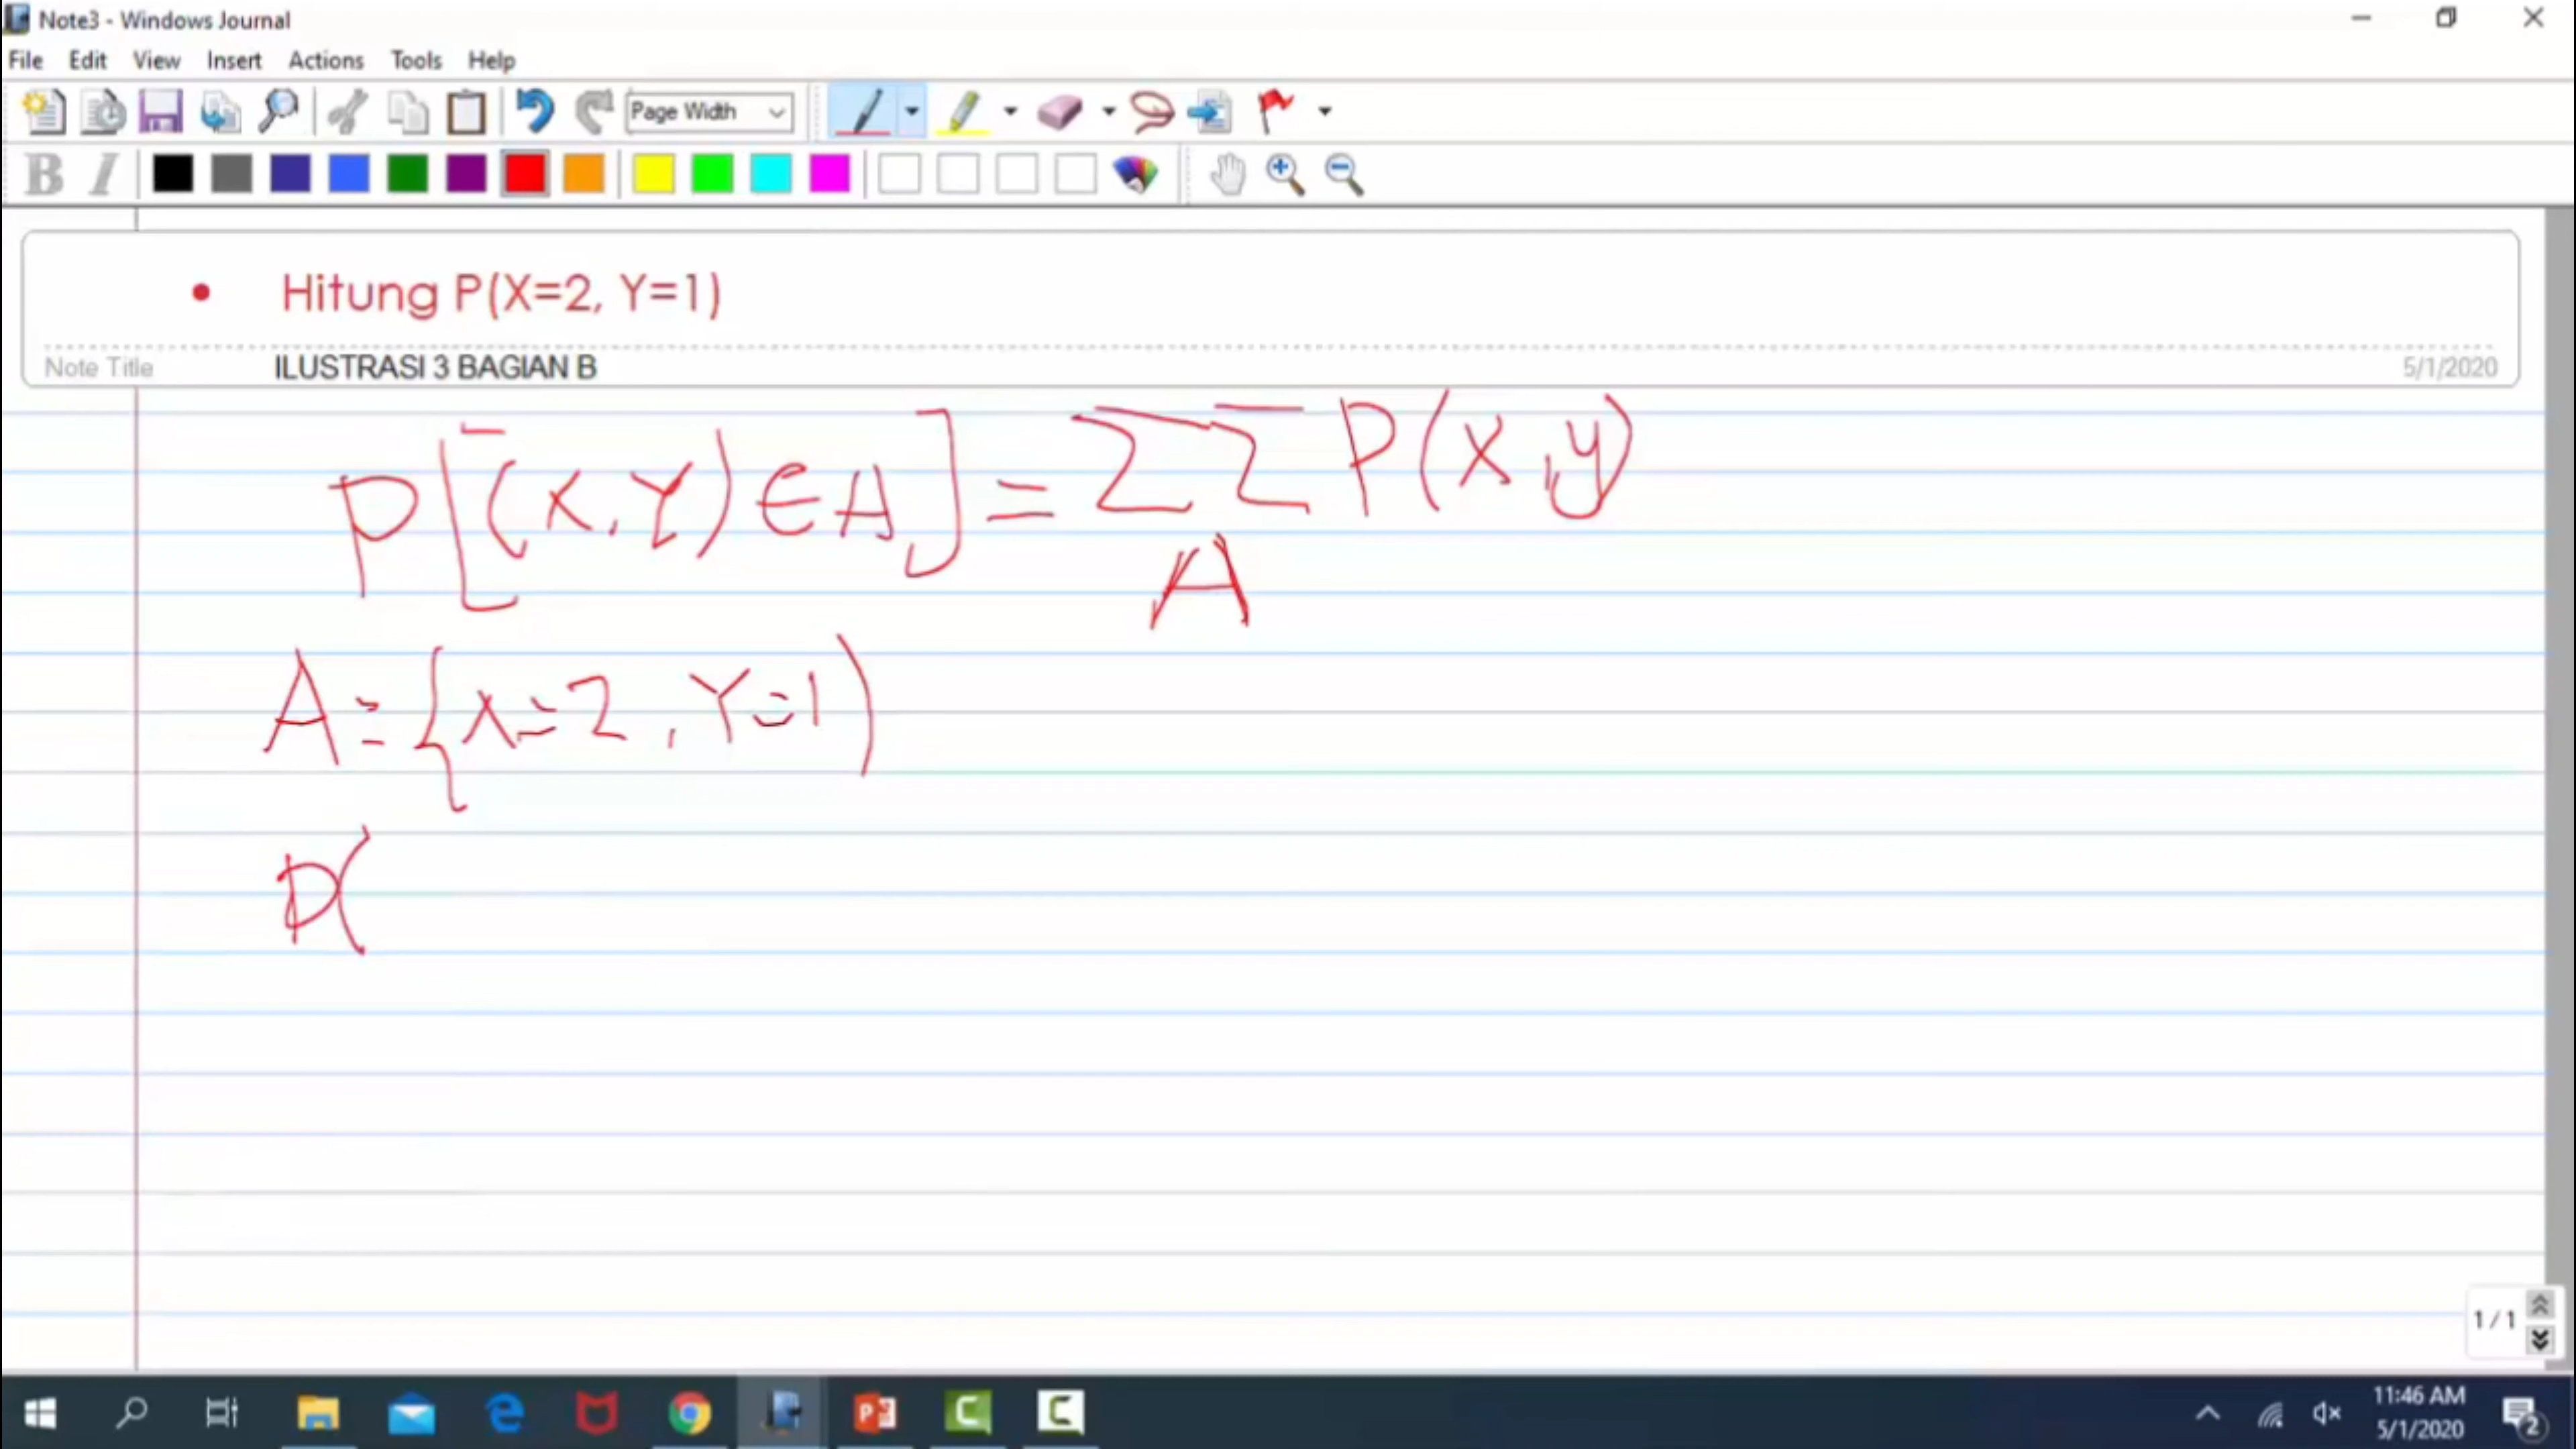 Note3 - Windows Journal
File Edit View Insert Actions Tools Help
Page Width
B I
• Hitung P(X=2, Y=1)
Note Title ILUSTRASI 3 BAGIAN B 5/1/2020
P[(X,Y)∈A] = ΣΣ P(x,y)
A
A = {X=2, Y=1)
P(
1 / 1
11:46 AM
5/1/2020
2